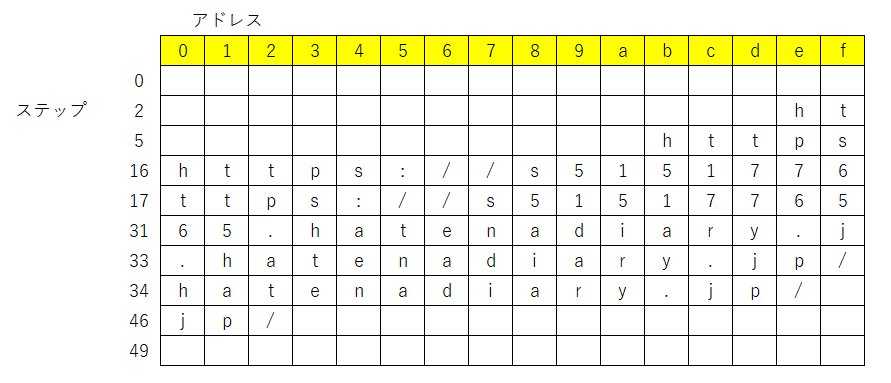 アドレス
0 1 2 3 4 5 6 7 8 9 a b c d e f
0
ステップ 2 h t
5 h t t p s
16 h t t p s : / / s 5 1 5 1 7 7 6
17 t t p s : / / s 5 1 5 1 7 7 6 5
31 6 5 . h a t e n a d i a r y . j
33 . h a t e n a d i a r y . j p /
34 h a t e n a d i a r y . j p /
46 j p /
49